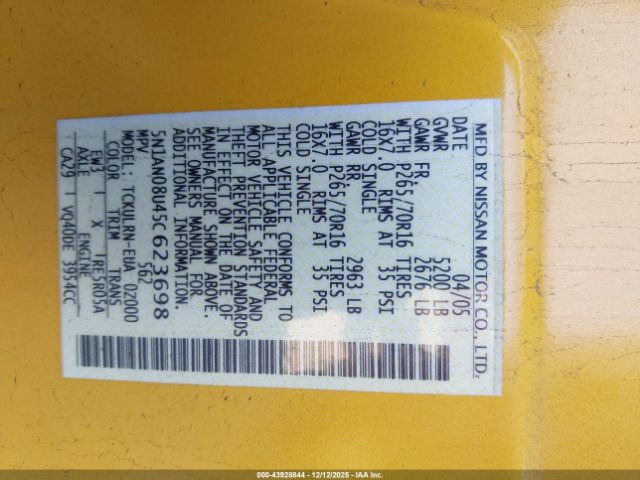 MFD BY NISSAN MOTOR CO., LTD.
DATE 04/05
GVWR 5200 LB
GAWR FR. 2676 LB
WITH P265/70R16 TIRES
16X7.0 RIMS AT 35 PSI
COLD SINGLE
GAWR RR. 2963 LB
WITH P265/70R16 TIRES
16X7.0 RIMS AT 35 PSI
COLD SINGLE
THIS VEHICLE CONFORMS TO
ALL APPLICABLE FEDERAL
MOTOR VEHICLE SAFETY AND
THEFT PREVENTION STANDARDS
IN EFFECT ON THE DATE OF
MANUFACTURE SHOWN ABOVE.
SEE OWNERS MANUAL FOR
ADDITIONAL INFORMATION.
5N1AN08U45C623698
MPV 562
MODEL: TCKULRN-EUA 02000
COLOR TRIM TRANS
EW3 I X RE5R05A
AXLE ENGINE
CA29 VQ40DE 3954CC
000-43928844 | 12/12/2025 - IAAI.COM